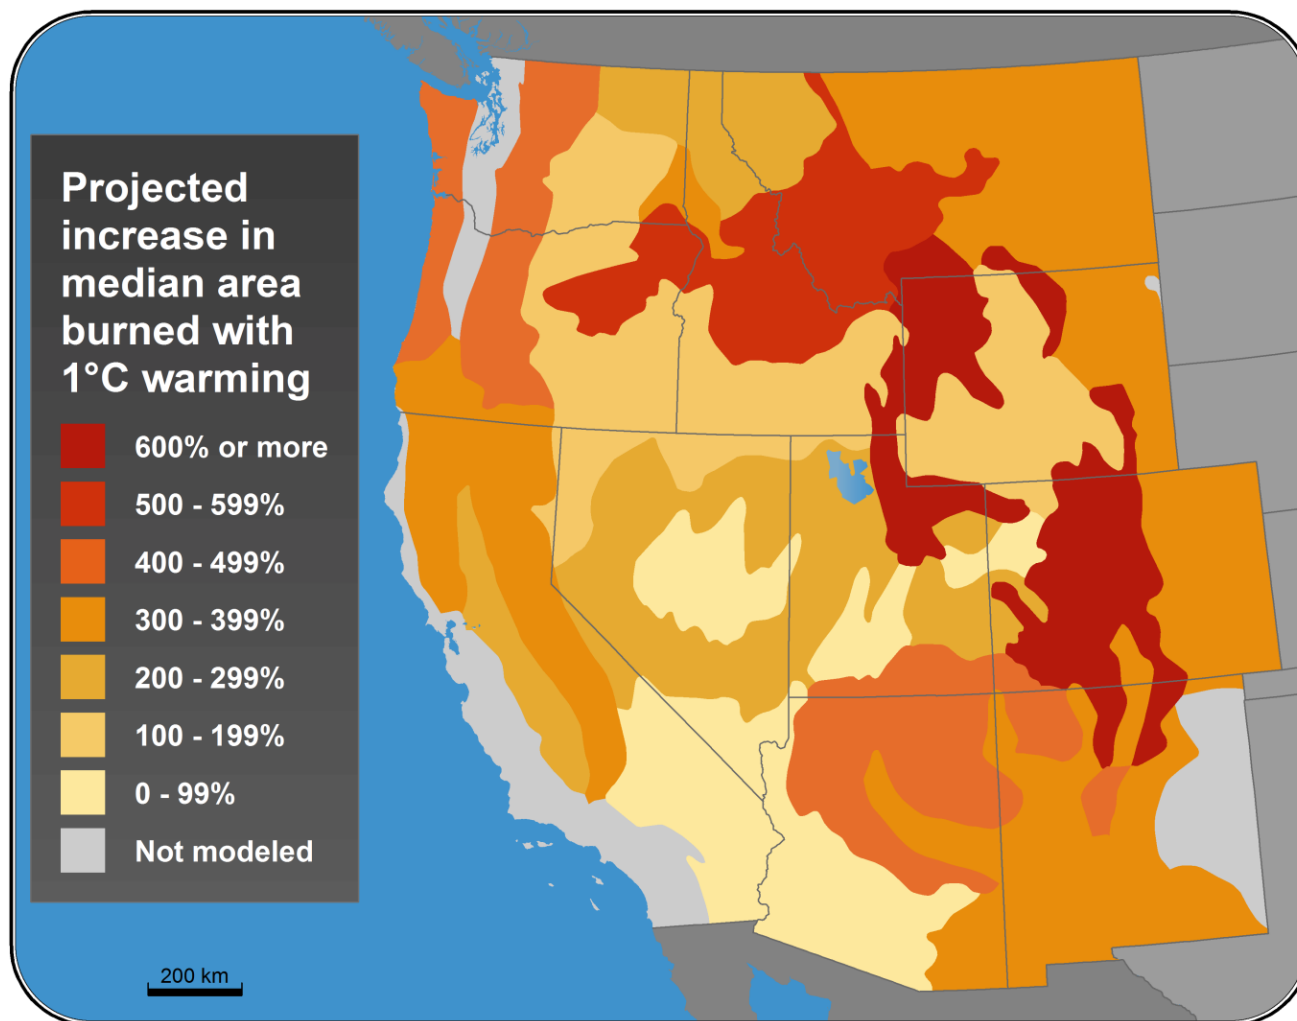 Projected
increase in
median area
burned with
1°C warming
600% or more
500 - 599%
400 - 499%
300 - 399%
200 - 299%
100 - 199%
0 - 99%
Not modeled
200 km